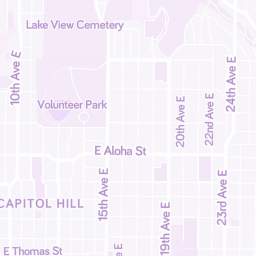 Lake View Cemetery
10th Ave E
Volunteer Park
24th Ave E
20th Ave E
22nd Ave E
E Aloha St
CAPITOL HILL
15th Ave E
19th Ave E
23rd Ave E
E Thomas St
e E